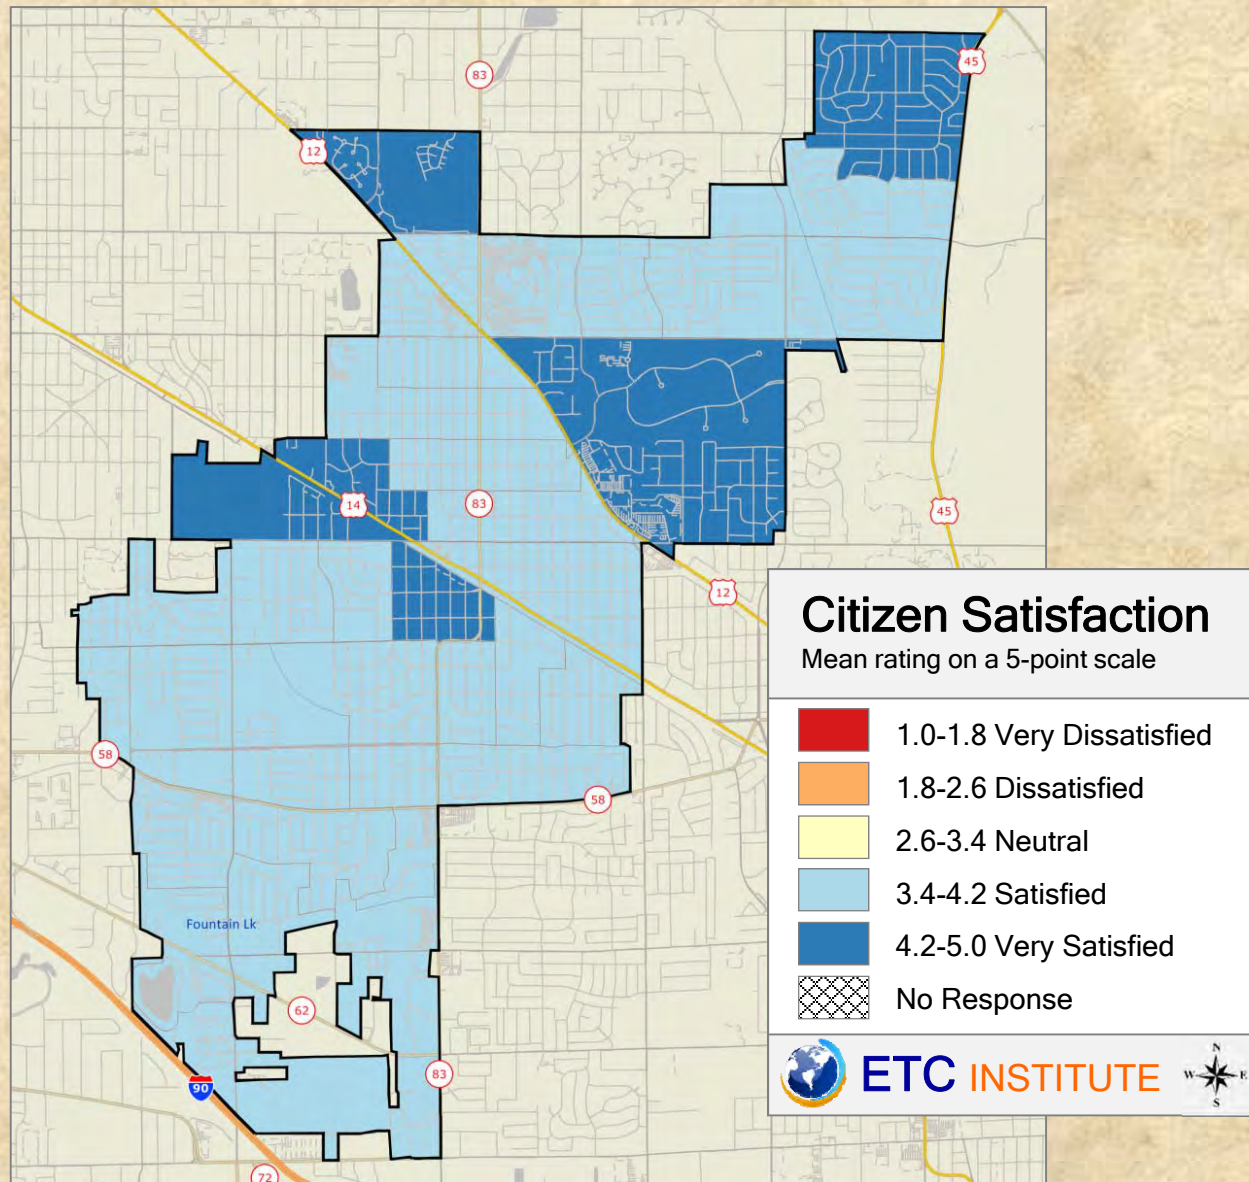 83
45
12
14
83
45
12
Citizen Satisfaction
Mean rating on a 5-point scale
1.0-1.8 Very Dissatisfied
1.8-2.6 Dissatisfied
2.6-3.4 Neutral
3.4-4.2 Satisfied
4.2-5.0 Very Satisfied
No Response
58
58
Fountain Lk
62
83
90
72
ETC INSTITUTE
N
W E
S